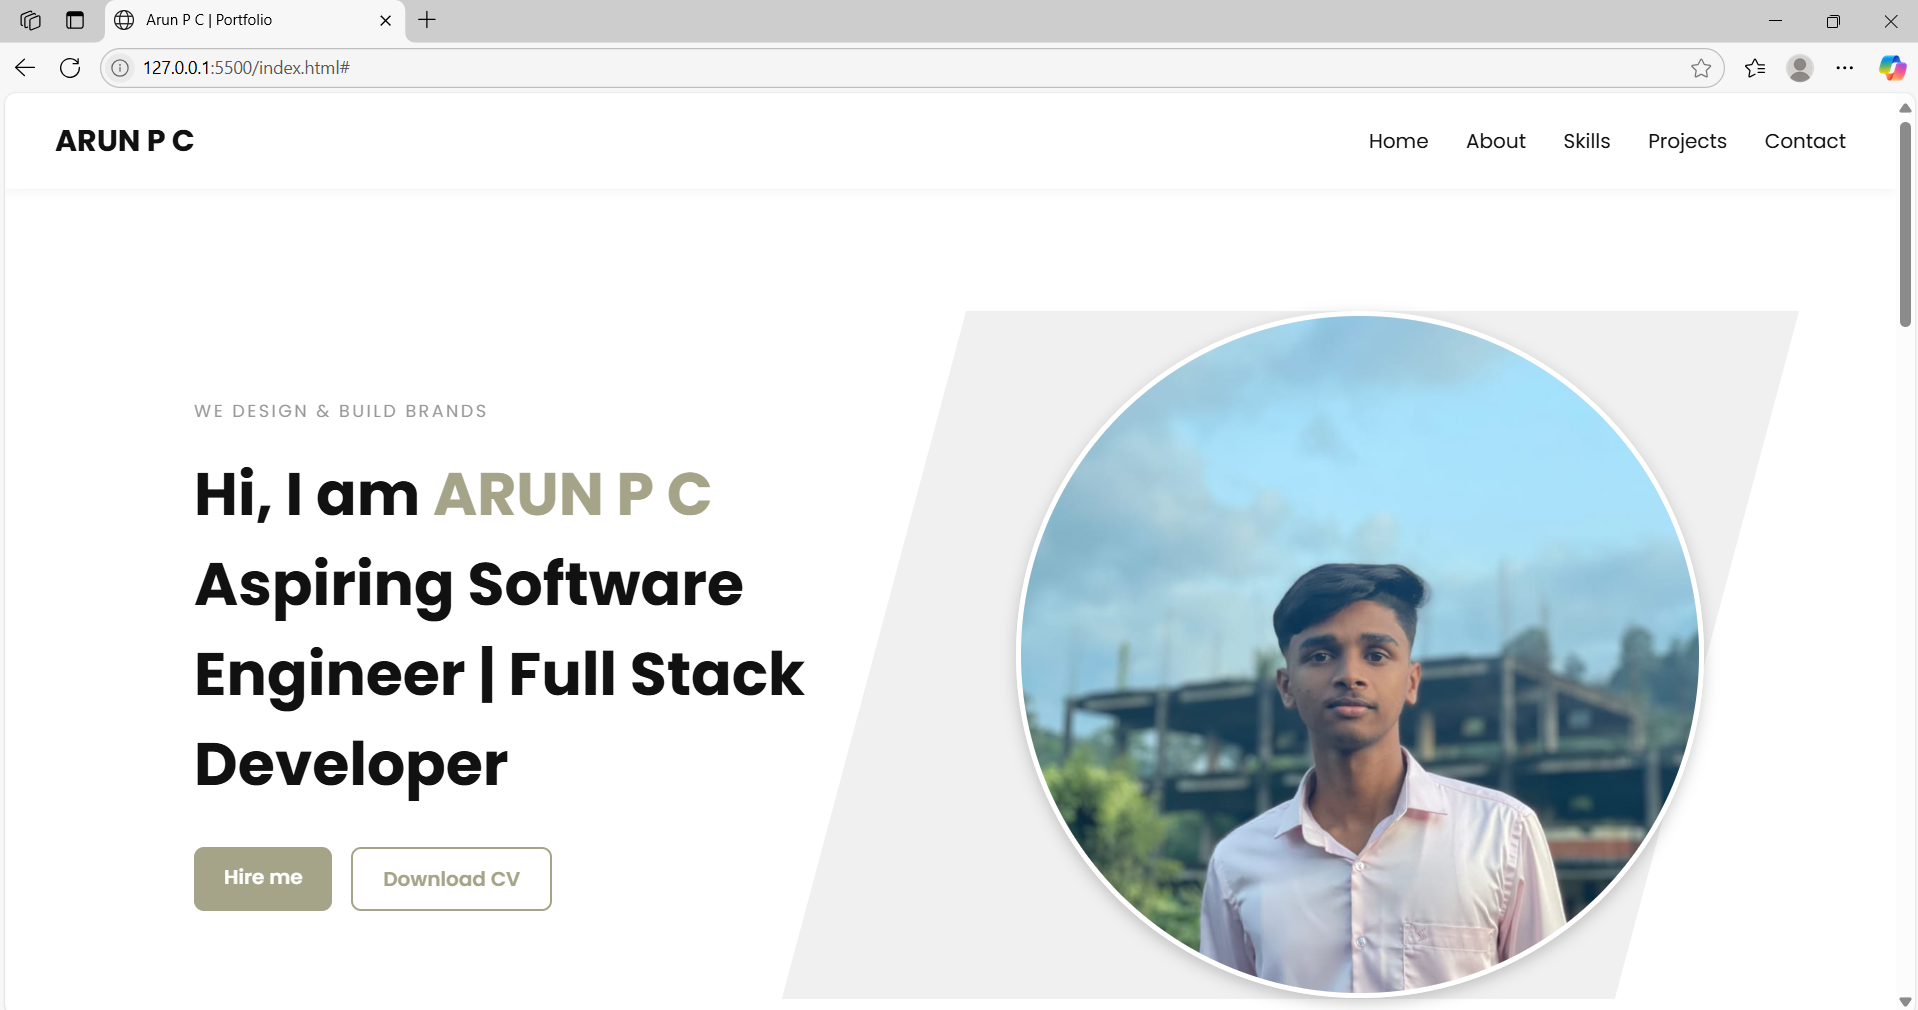 Arun P C | Portfolio
127.0.0.1:5500/index.html#
ARUN P C
Home About Skills Projects Contact
WE DESIGN & BUILD BRANDS
Hi, I am ARUN P C
Aspiring Software
Engineer | Full Stack
Developer
Hire me Download CV